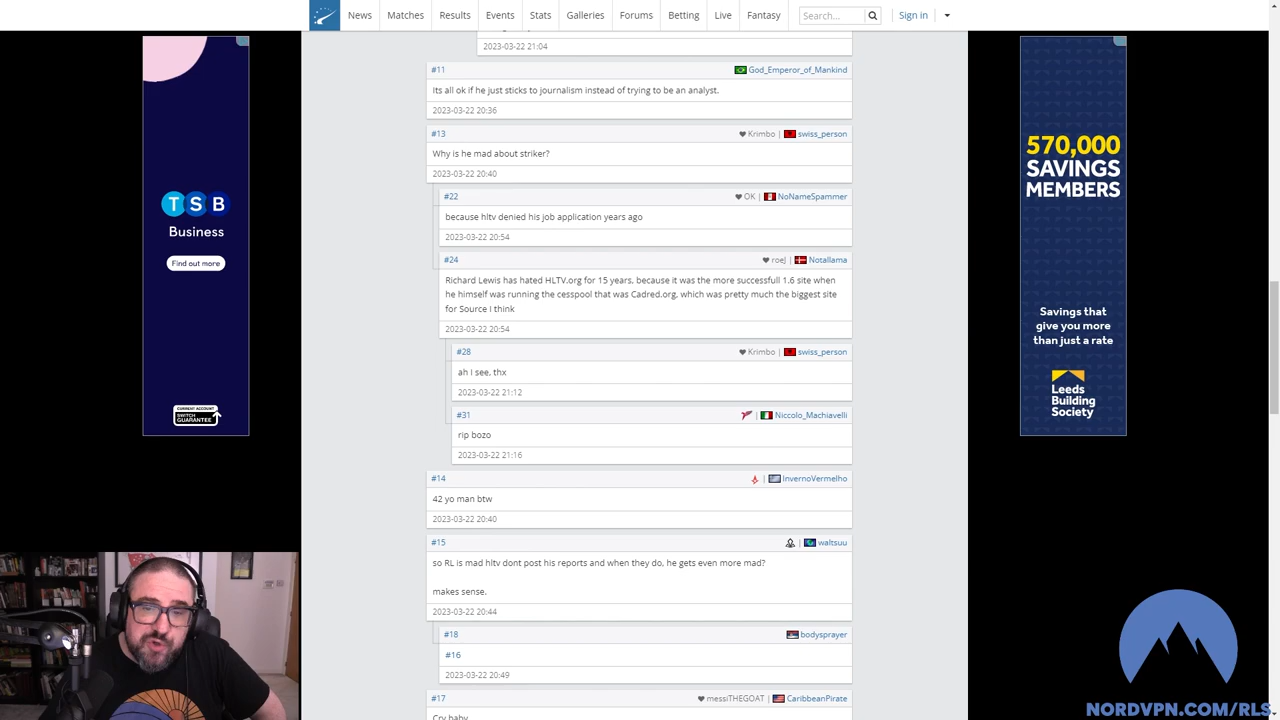 News Matches Results Events Stats Galleries Forums Betting Live Fantasy Search... Sign in
2023-03-22 21:04
#11 God_Emperor_of_Mankind
Its all ok if he just sticks to journalism instead of trying to be an analyst.
2023-03-22 20:36
#13 Krimbo | swiss_person
Why is he mad about striker?
2023-03-22 20:40
#22 OK | NoNameSpammer
because hltv denied his job application years ago
2023-03-22 20:54
#24 roeJ | Notallama
Richard Lewis has hated HLTV.org for 15 years, because it was the more successfull 1.6 site when
he himself was running the cesspool that was Cadred.org, which was pretty much the biggest site
for Source I think
2023-03-22 20:54
#28 Krimbo | swiss_person
ah I see, thx
2023-03-22 21:12
#31 | Niccolo_Machiavelli
rip bozo
2023-03-22 21:16
#14 | InvernoVermelho
42 yo man btw
2023-03-22 20:40
#15 | waltsuu
so RL is mad hltv dont post his reports and when they do, he gets even more mad?
makes sense.
2023-03-22 20:44
#18 bodysprayer
#16
2023-03-22 20:49
#17 messiTHEGOAT | CaribbeanPirate
Cry baby
TSB
Business
Find out more
CURRENT ACCOUNT
SWITCH
GUARANTEE
570,000
SAVINGS
MEMBERS
Savings that
give you more
than just a rate
Leeds
Building
Society
NORDVPN.COM/RLS